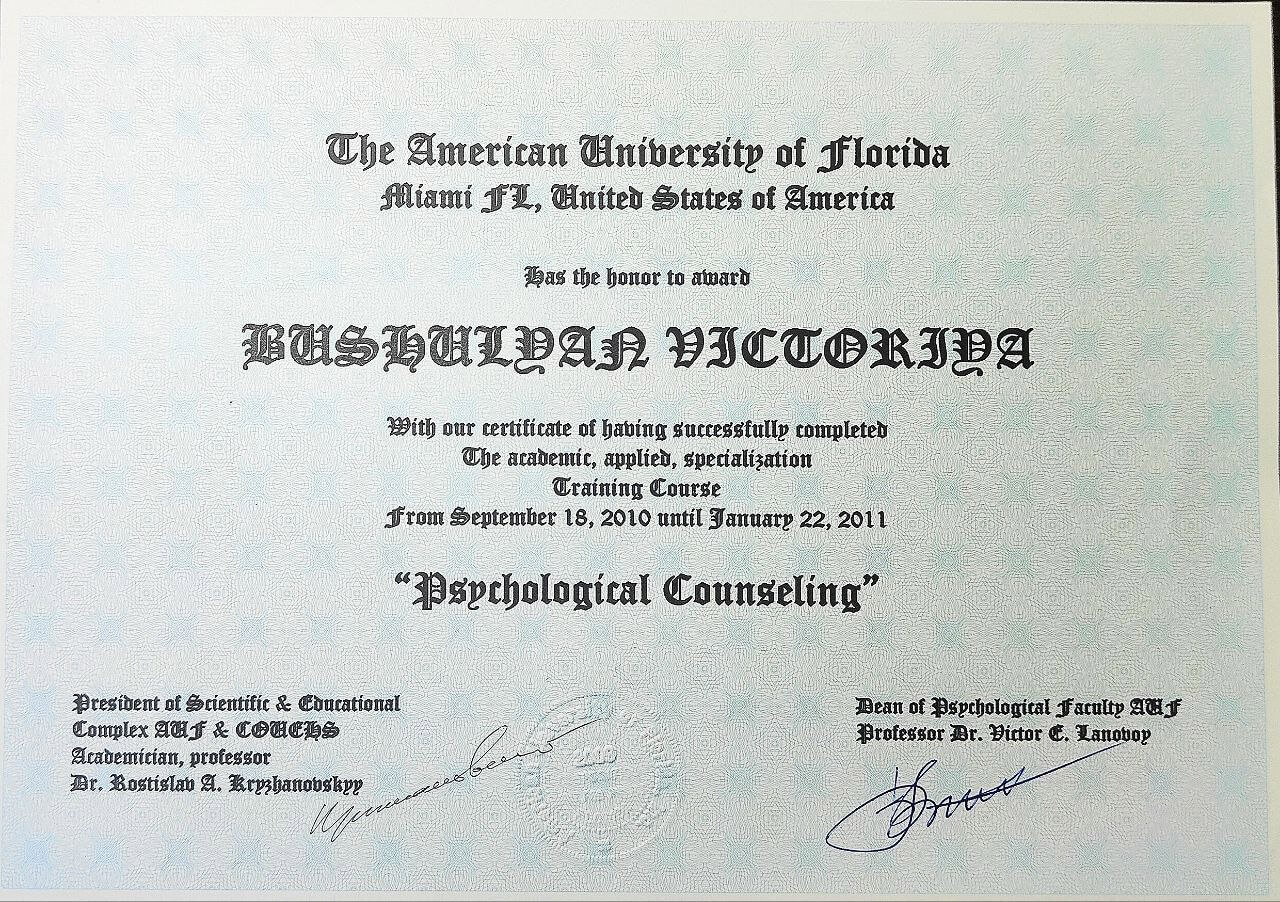 The American University of Florida
Miami FL, United States of America
Has the honor to award
BUSHULYAN VICTORIYA
With our certificate of having successfully completed
The academic, applied, specialization
Training Course
From September 18, 2010 until January 22, 2011
“Psychological Counseling”
President of Scientific & Educational
Complex AUF & COUEHS
Academician, professor
Dr. Rostislav A. Kryzhanovskyy
Dean of Psychological Faculty AUF
Professor Dr. Victor E. Lanovoy